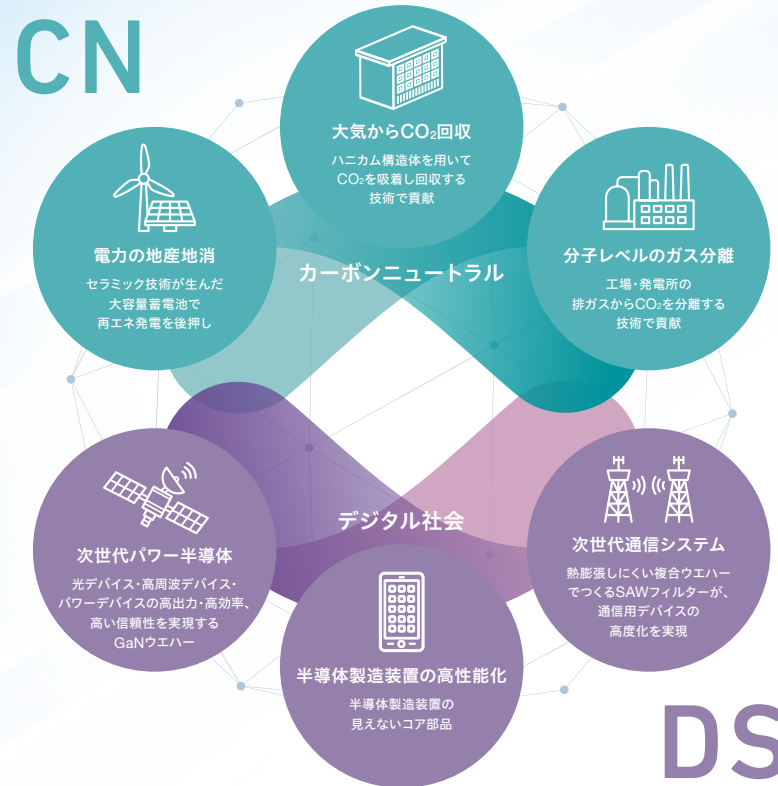 CN
大気からCO₂回収
ハニカム構造体を用いて
CO₂を吸着し回収する
技術で貢献
電力の地産地消
セラミック技術が生んだ
大容量蓄電池で
再エネ発電を後押し
カーボンニュートラル
分子レベルのガス分離
工場・発電所の
排ガスからCO₂を分離する
技術で貢献
デジタル社会
次世代パワー半導体
光デバイス・高周波デバイス・
パワーデバイスの高出力・高効率、
高い信頼性を実現する
GaNウエハー
次世代通信システム
熱膨張しにくい複合ウエハー
でつくるSAWフィルターが、
通信用デバイスの
高度化を実現
半導体製造装置の高性能化
半導体製造装置の
見えないコア部品
DS